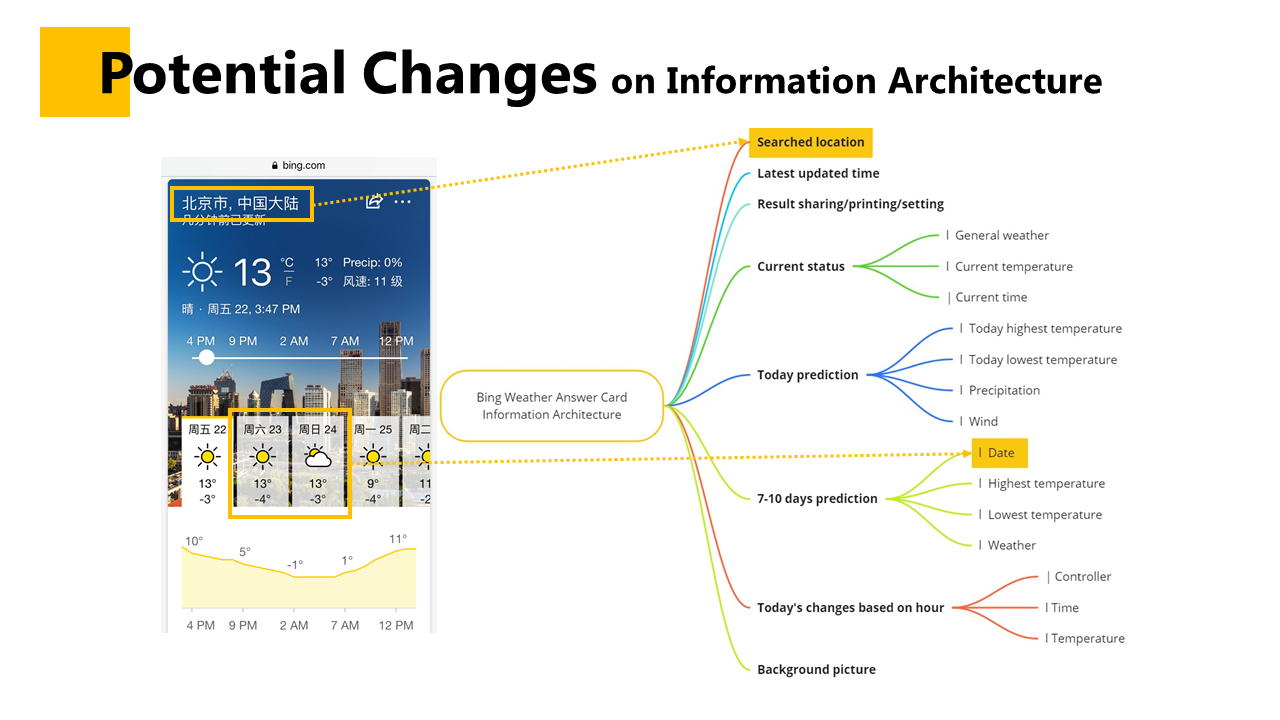 Potential Changes on Information Architecture
bing.com
北京市, 中国大陆
几分钟前已更新
13 °C F 13° Precip: 0%
-3° 风速: 11 级
晴 · 周五 22, 3:47 PM
4 PM 9 PM 2 AM 7 AM 12 PM
周五 22 周六 23 周日 24 周一 25 周二
13° 13° 13° 9° 11
-3° -4° -3° -4° -2
10° 5° -1° 1° 11°
4 PM 9 PM 2 AM 7 AM 12 PM
Bing Weather Answer Card
Information Architecture
Searched location
Latest updated time
Result sharing/printing/setting
Current status
| General weather
| Current temperature
| Current time
Today prediction
| Today highest temperature
| Today lowest temperature
| Precipitation
| Wind
7-10 days prediction
| Date
| Highest temperature
| Lowest temperature
| Weather
Today's changes based on hour
| Controller
| Time
| Temperature
Background picture